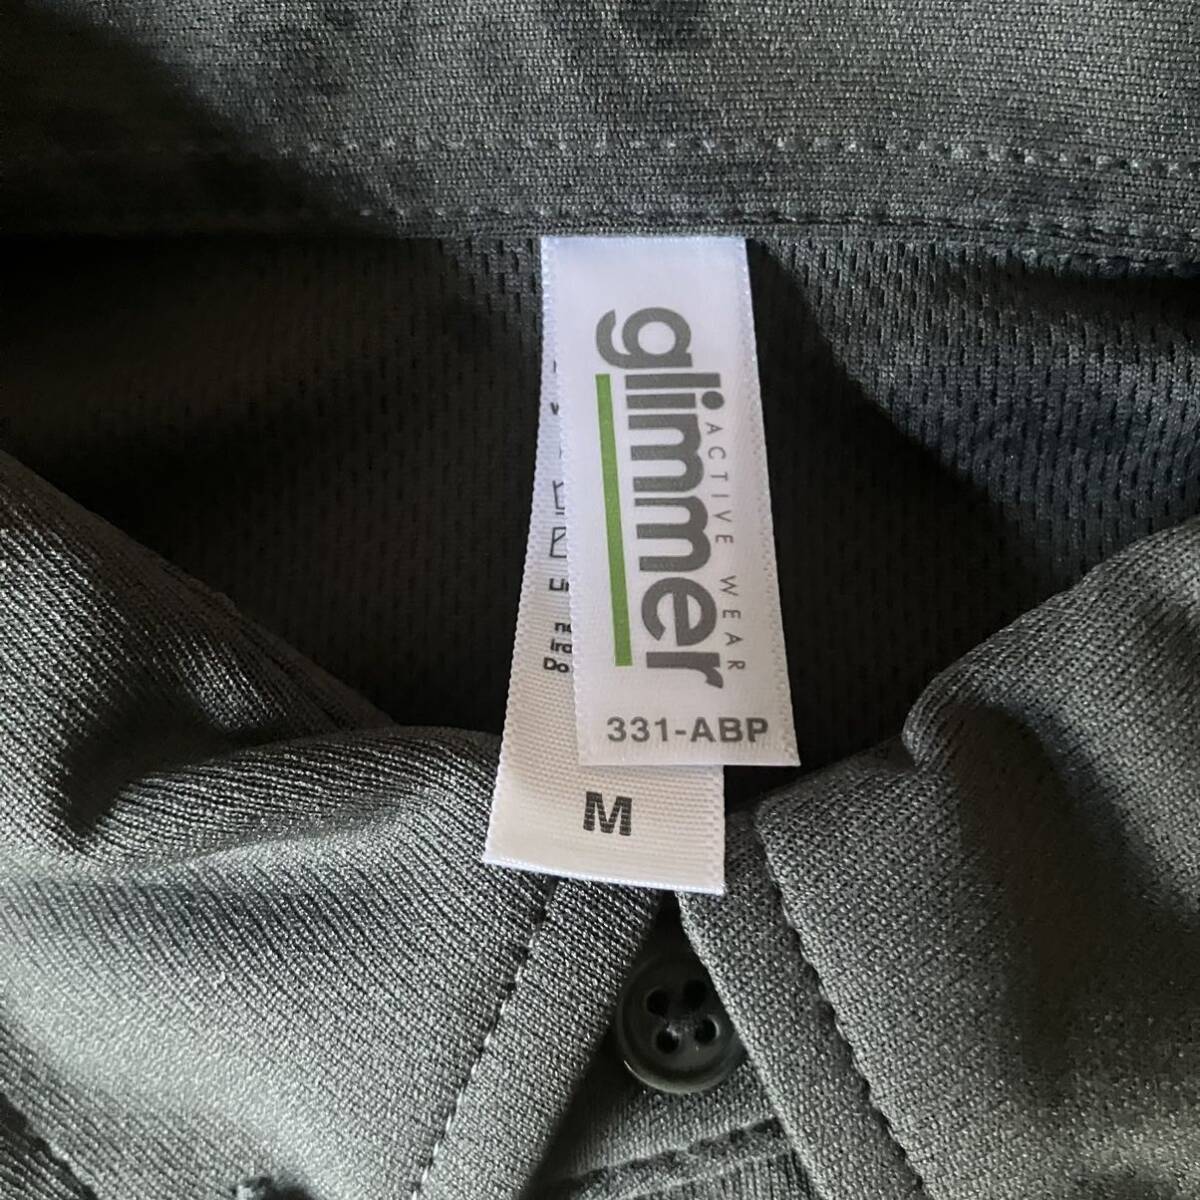 glimmer
ACTIVE WEAR
331-ABP
M